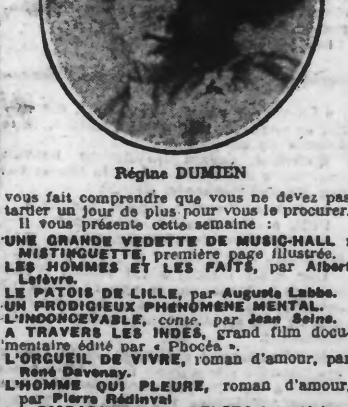 Régine DUMIEN
vous fait comprendre que vous ne devez pas
tarder un jour de plus pour vous le procurer.
Il vous présente cette semaine :
UNE GRANDE VEDETTE DE MUSIC-HALL :
MISTINGUETTE, première page illustrée.
LES HOMMES ET LES FAITS, par Albert
Lefèvre.
LE PATOIS DE LILLE, par Auguste Labbe.
UN PRODIGIEUX PHENOMENE MENTAL.
L'INCONDEVABLE, conte, par Jean Seine.
A TRAVERS LES INDES, grand film docu-
mentaire édité par « Phocéa ».
L'ORGUEIL DE VIVRE, roman d'amour, par
René Davenay.
L'HOMME QUI PLEURE, roman d'amour,
par Pierre Rédinval